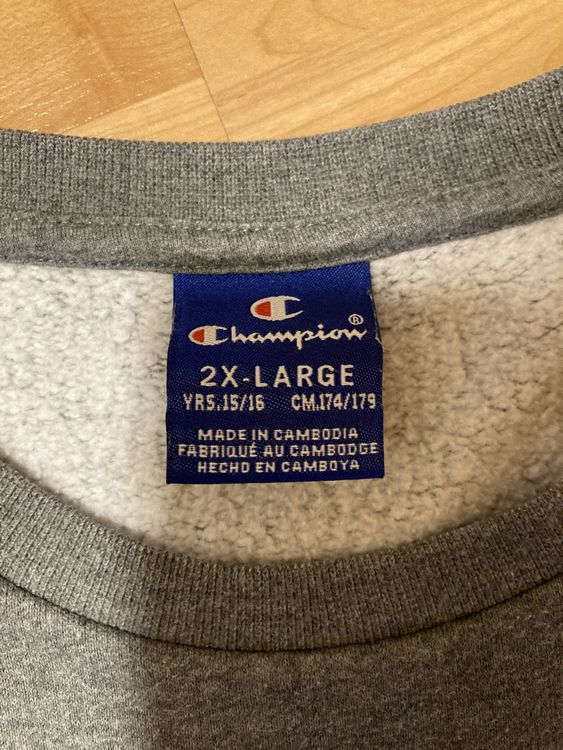 Champion®
2X-LARGE
YRS.15/16 CM.174/179
MADE IN CAMBODIA
FABRIQUÉ AU CAMBODGE
HECHO EN CAMBOYA